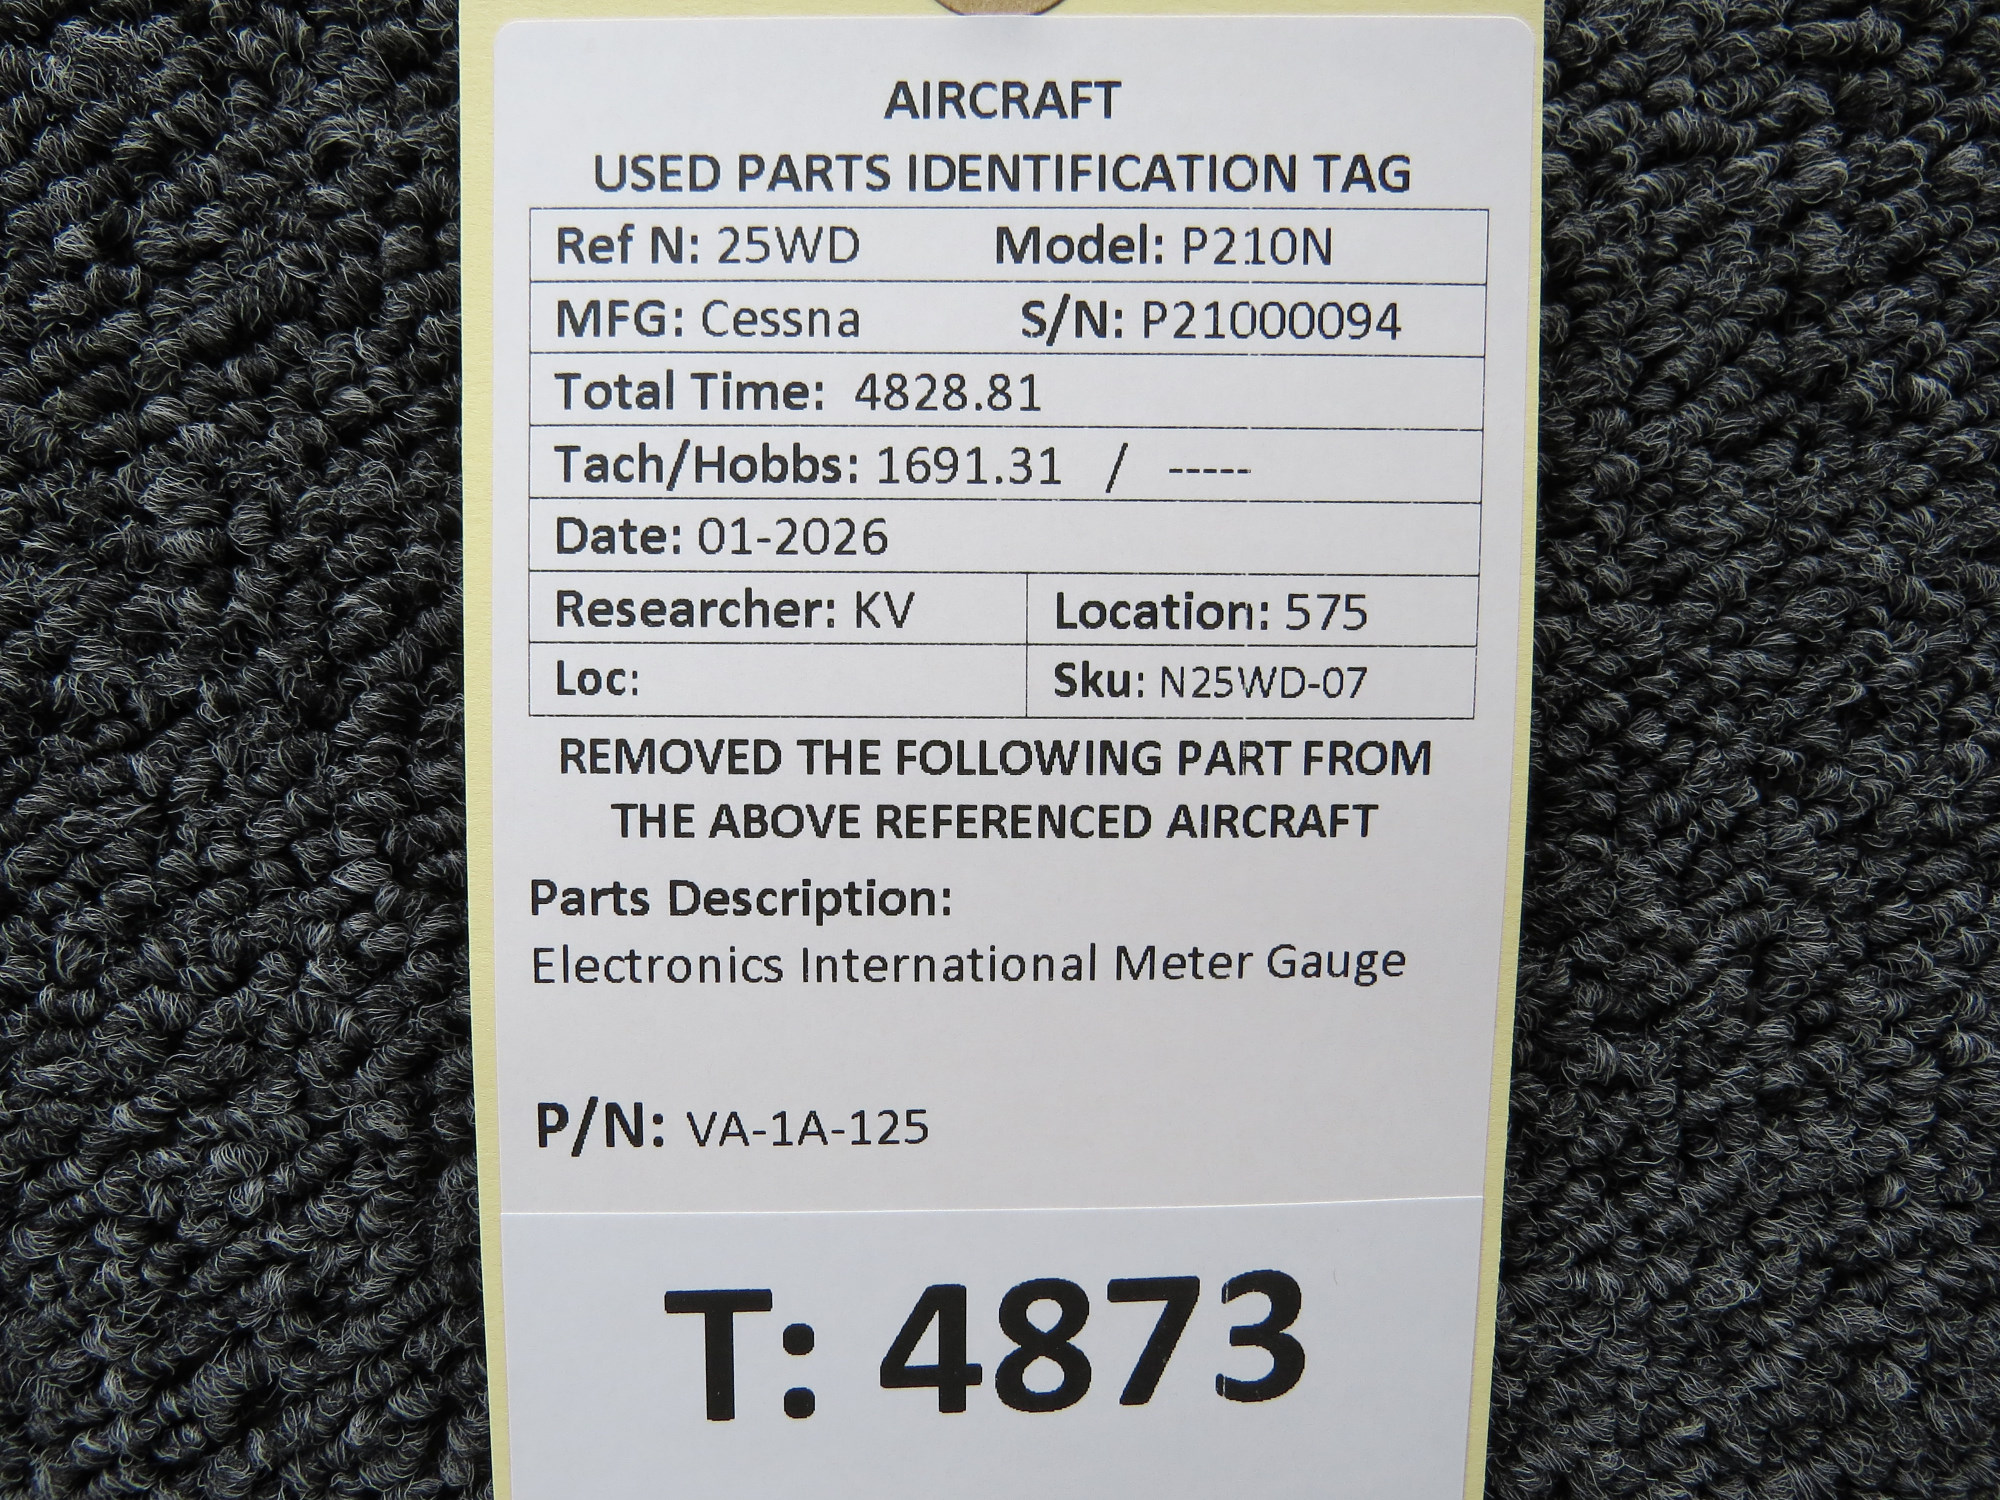 AIRCRAFT
USED PARTS IDENTIFICATION TAG
Ref N: 25WD Model: P210N
MFG: Cessna S/N: P21000094
Total Time: 4828.81
Tach/Hobbs: 1691.31 / -----
Date: 01-2026
Researcher: KV Location: 575
Loc: Sku: N25WD-07
REMOVED THE FOLLOWING PART FROM
THE ABOVE REFERENCED AIRCRAFT
Parts Description:
Electronics International Meter Gauge
P/N: VA-1A-125
T: 4873